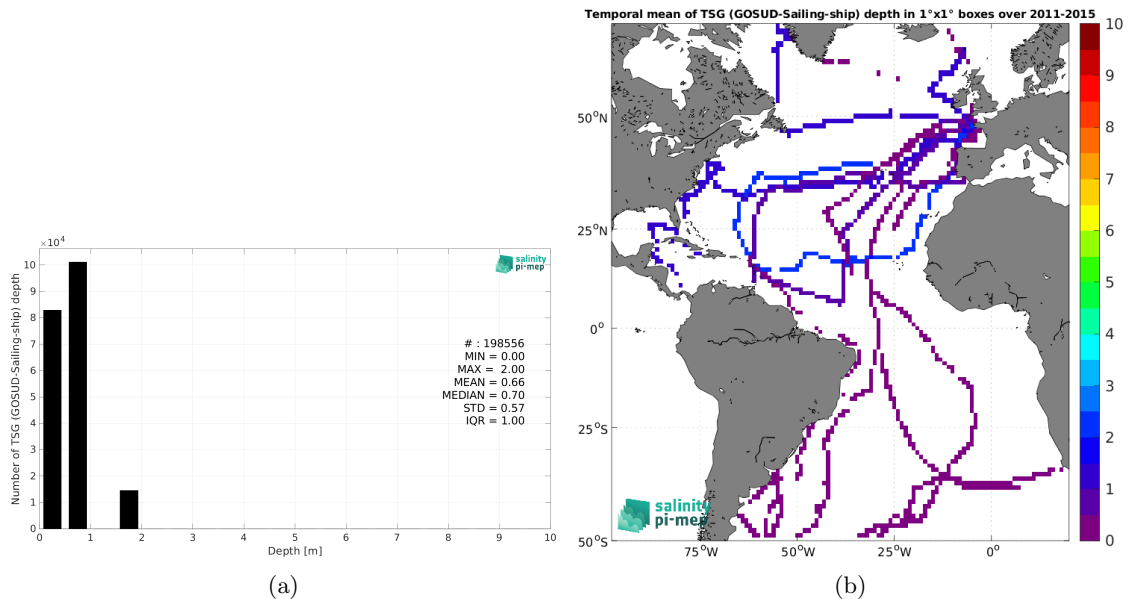 ×10⁴
10
9
8
7
6
5
4
3
2
1
0
Number of TSG (GOSUD-Sailing-ship) depth
salinity
pi-mep
# : 198556
MIN = 0.00
MAX = 2.00
MEAN = 0.66
MEDIAN = 0.70
STD = 0.57
IQR = 1.00
0 1 2 3 4 5 6 7 8 9 10
Depth [m]
(a)
Temporal mean of TSG (GOSUD-Sailing-ship) depth in 1°x1° boxes over 2011-2015
50°N
25°N
0°
25°S
50°S
75°W 50°W 25°W 0°
salinity
pi-mep
10
9
8
7
6
5
4
3
2
1
0
(b)